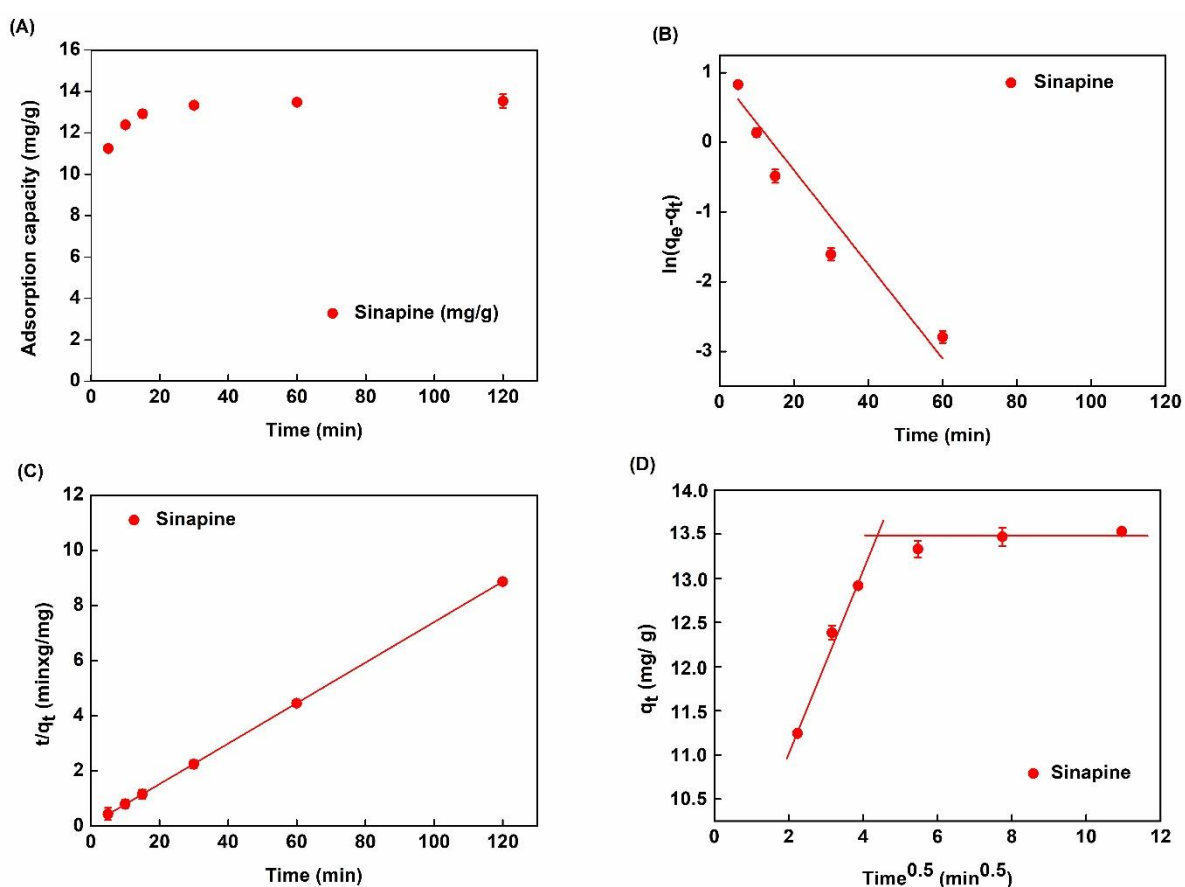 (A)
16
14
12
10
8
6
4
2
0
Adsorption capacity (mg/g)
Sinapine (mg/g)
0 20 40 60 80 100 120
Time (min)
(B)
1
0
-1
-2
-3
ln(qe-qt)
Sinapine
0 20 40 60 80 100 120
Time (min)
(C)
12
10
8
6
4
2
0
t/qt (minxg/mg)
Sinapine
0 20 40 60 80 100 120
Time (min)
(D)
14.0
13.5
13.0
12.5
12.0
11.5
11.0
10.5
qt (mg/ g)
Sinapine
0 2 4 6 8 10 12
Time0.5 (min0.5)